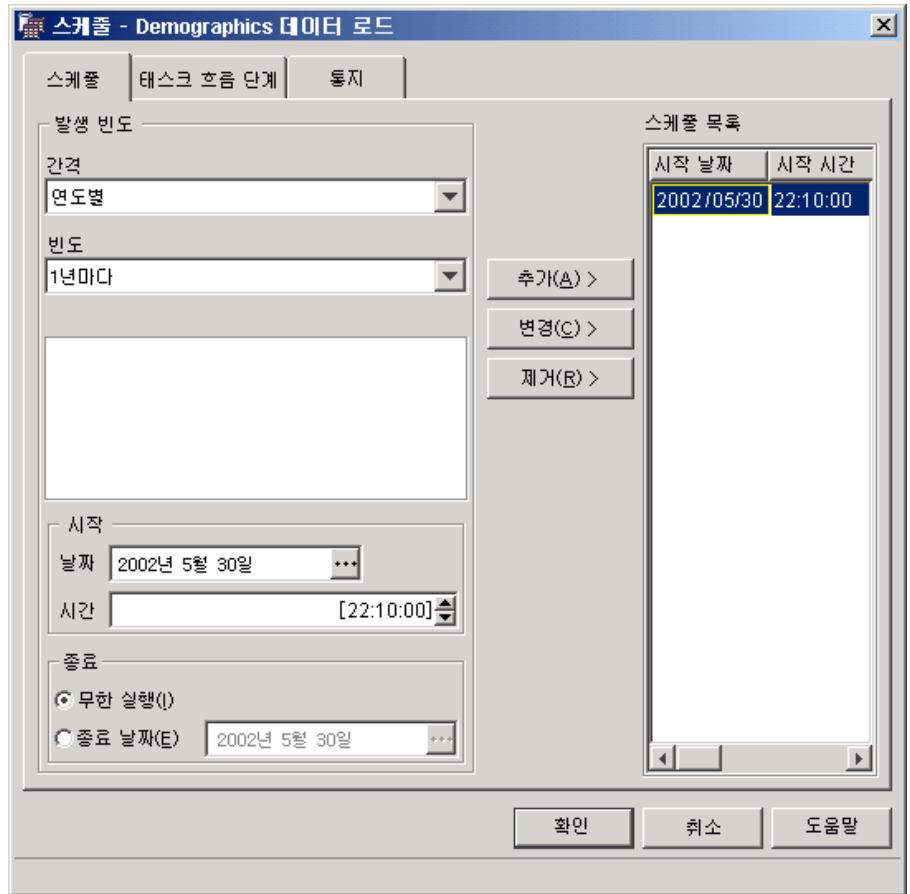 스케줄 - Demographics 데이터 로드
스케줄
태스크 흐름 단계
통지
발생 빈도
간격
연도별
빈도
1년마다
시작
날짜
2002년 5월 30일
시간
[22:10:00]
종료
무한 실행(I)
종료 날짜(E)
2002년 5월 30일
추가(A) >
변경(C) >
제거(R) >
스케줄 목록
시작 날짜 시작 시간
2002/05/30 22:10:00
확인
취소
도움말